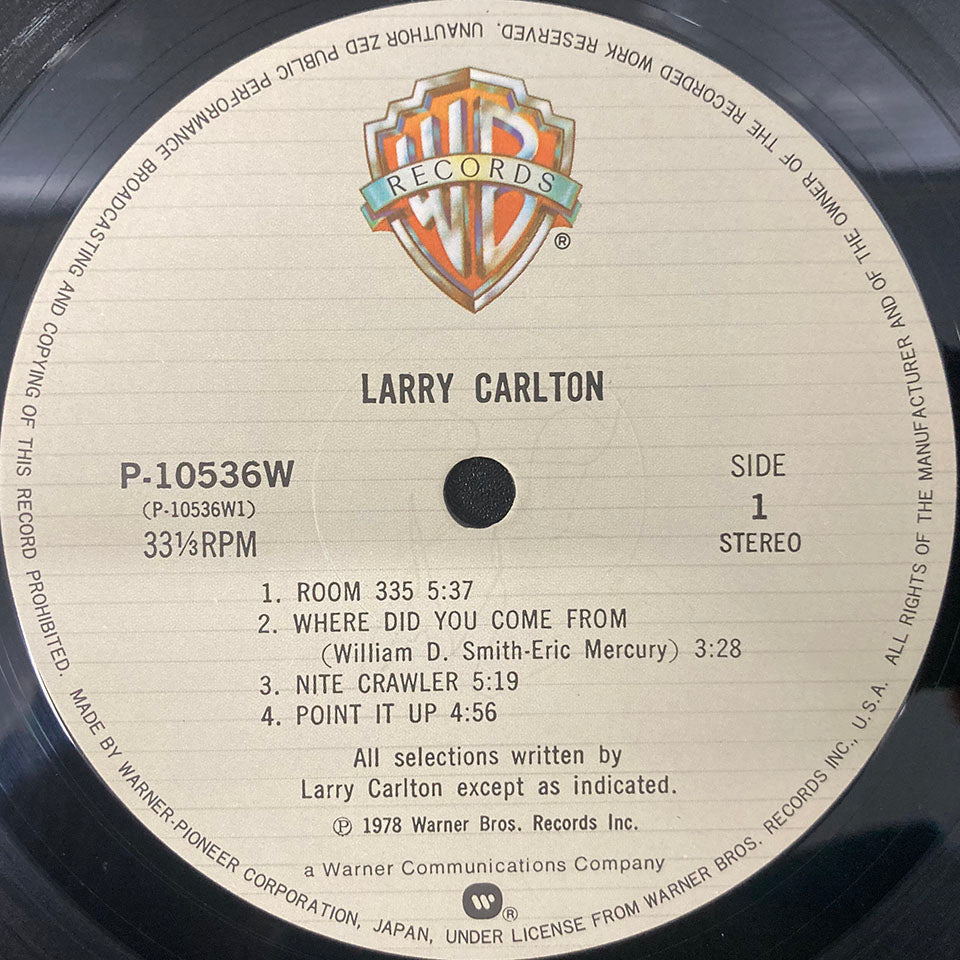 WB
RECORDS
®
LARRY CARLTON
P-10536W
(P-10536W1)
33⅓RPM
SIDE
1
STEREO
1. ROOM 335 5:37
2. WHERE DID YOU COME FROM
(William D. Smith-Eric Mercury) 3:28
3. NITE CRAWLER 5:19
4. POINT IT UP 4:56
All selections written by
Larry Carlton except as indicated.
℗ 1978 Warner Bros. Records Inc.
a Warner Communications Company
®
MADE BY WARNER-PIONEER CORPORATION, JAPAN, UNDER LICENSE FROM WARNER BROS. RECORDS INC., U.S.A. ALL RIGHTS OF THE MANUFACTURER AND OF THE OWNER OF THE RECORDED WORK RESERVED. UNAUTHOR ZED PUBLIC PERFORMANCE BROADCASTING AND COPYING OF THIS RECORD PROHIBITED.